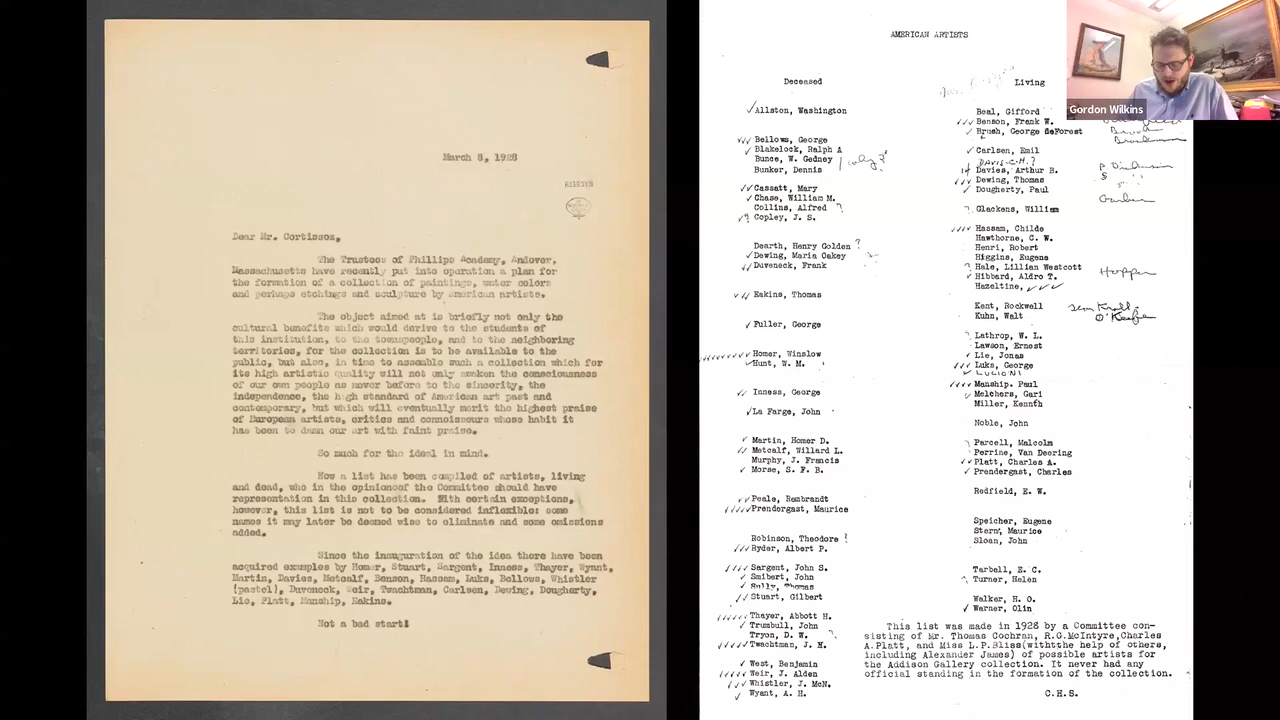 March 8, 1928
Dear Mr. Cortissoz,
The Trustees of Phillips Academy, Andover,
Massachusetts have recently put into operation a plan for
the formation of a collection of paintings, water colors
and perhaps etchings and sculpture by American artists.
The object aimed at is briefly not only the
cultural benefits which would derive to the students of
this institution, to the townspeople, and to the neighboring
territories, for the collection is to be available to the
public, but also, in time to assemble such a collection which for
its high artistic quality will not only awaken the consciousness
of our own people as never before to the sincerity, the
independence, the high standard of American art past and
contemporary, but which will eventually merit the highest praise
of European artists, critics and connoisseurs whose habit it
has been to damn our art with faint praise.
So much for the ideal in mind.
Now a list has been compiled of artists, living
and dead, who in the opinionof the Committee should have
representation in this collection. With certain exceptions,
however, this list is not to be considered inflexible: some
names it may later be deemed wise to eliminate and some omissions
added.
Since the inauguration of the idea there have been
acquired examples by Homer, Stuart, Sargent, Inness, Thayer, Wyant,
Martin, Davies, Metcalf, Benson, Hassam, Luks, Bellows, Whistler
(pastel), Duveneck, Weir, Twachtman, Carlsen, Dewing, Dougherty,
Lie, Platt, Manship, Eakins.
Not a bad start!
AMERICAN ARTISTS
Deceased
Allston, Washington
Bellows, George
Blakelock, Ralph A
Bunce, W. Gedney
Bunker, Dennis
only?
Cassatt, Mary
Chase, William M.
Collins, Alfred ?
Copley, J. S.
Dearth, Henry Golden ?
Dewing, Maria Oakey
Duveneck, Frank
Eakins, Thomas
Fuller, George
Homer, Winslow
Hunt, W. M.
Inness, George
La Farge, John
Martin, Homer D.
Metcalf, Willard L.
Murphy, J. Francis
Morse, S. F. B.
Peale, Rembrandt
Prendergast, Maurice
Robinson, Theodore ?
Ryder, Albert P.
Sargent, John S.
Smibert, John
Sully, Thomas
Stuart, Gilbert
Thayer, Abbott H.
Trumbull, John
Tryon, D. W.
Twachtman, J. H.
West, Benjamin
Weir, J. Alden
Whistler, J. McN.
Wyant, A. H.
Living
Beal, Gifford
Benson, Frank W.
Brush, George deForest
Carlsen, Emil
DAVIS-C.H.?
Davies, Arthur B.
Dewing, Thomas
Dougherty, Paul
Glackens, William
Hassam, Childe
Hawthorne, C. W.
Henri, Robert
Higgins, Eugene
Hale, Lillian Westcott
Hibbard, Aldro T.
Hazeltine,
Kent, Rockwell
Kuhn, Walt
Lathrop, W. L.
Lawson, Ernest
Lie, Jonas
Luks, George
LUCIONI
Manship. Paul
Melchers, Gari
Miller, Kenneth
Noble, John
Parcell, Malcolm
Perrine, Van Deering
Platt, Charles A.
Prendergast, Charles
Redfield, E. W.
Speicher, Eugene
Stern, Maurice
Sloan, John
Tarbell, E. C.
Turner, Helen
Walker, H. O.
Warner, Olin
P. Dickinson
Garber
Hopper
Leon Kroll
O'Keefe
This list was made in 1928 by a Committee con-
sisting of Mr. Thomas Cochran, R.G.McIntyre,Charles
A.Platt, and Miss L.P.Bliss(withthe help of others,
including Alexander James) of possible artists for
the Addison Gallery collection. It never had any
official standing in the formation of the collection.
C.H.S.
Gordon Wilkins